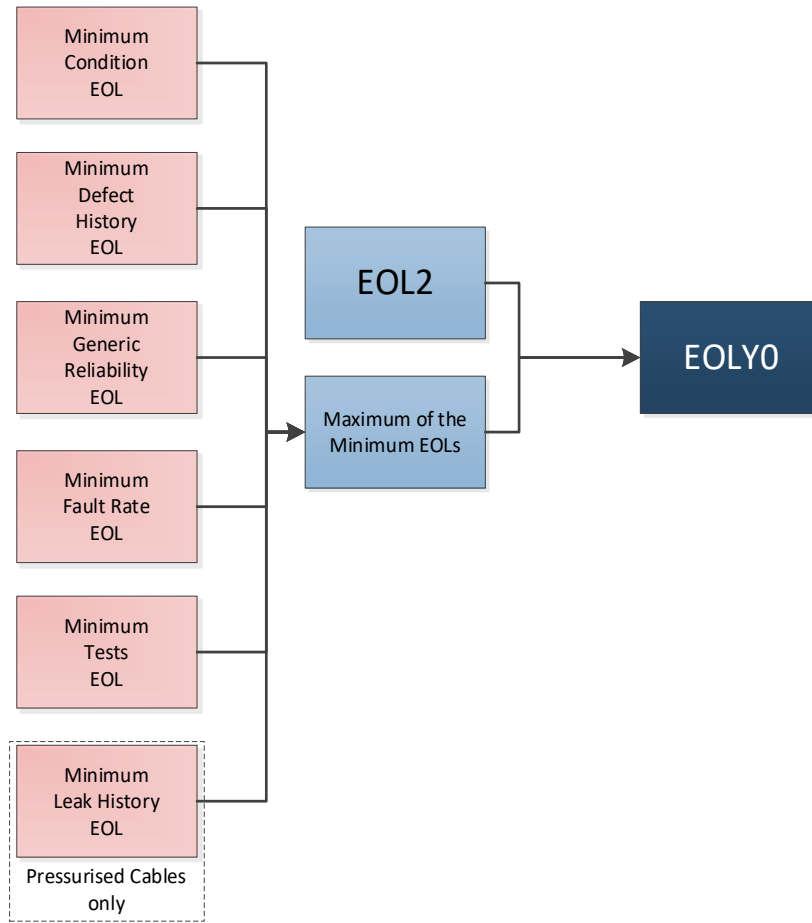 Minimum
Condition
EOL
Minimum
Defect
History
EOL
Minimum
Generic
Reliability
EOL
Minimum
Fault Rate
EOL
Minimum
Tests
EOL
Minimum
Leak History
EOL
Pressurised Cables
only
EOL2
Maximum of the
Minimum EOLs
EOLY0